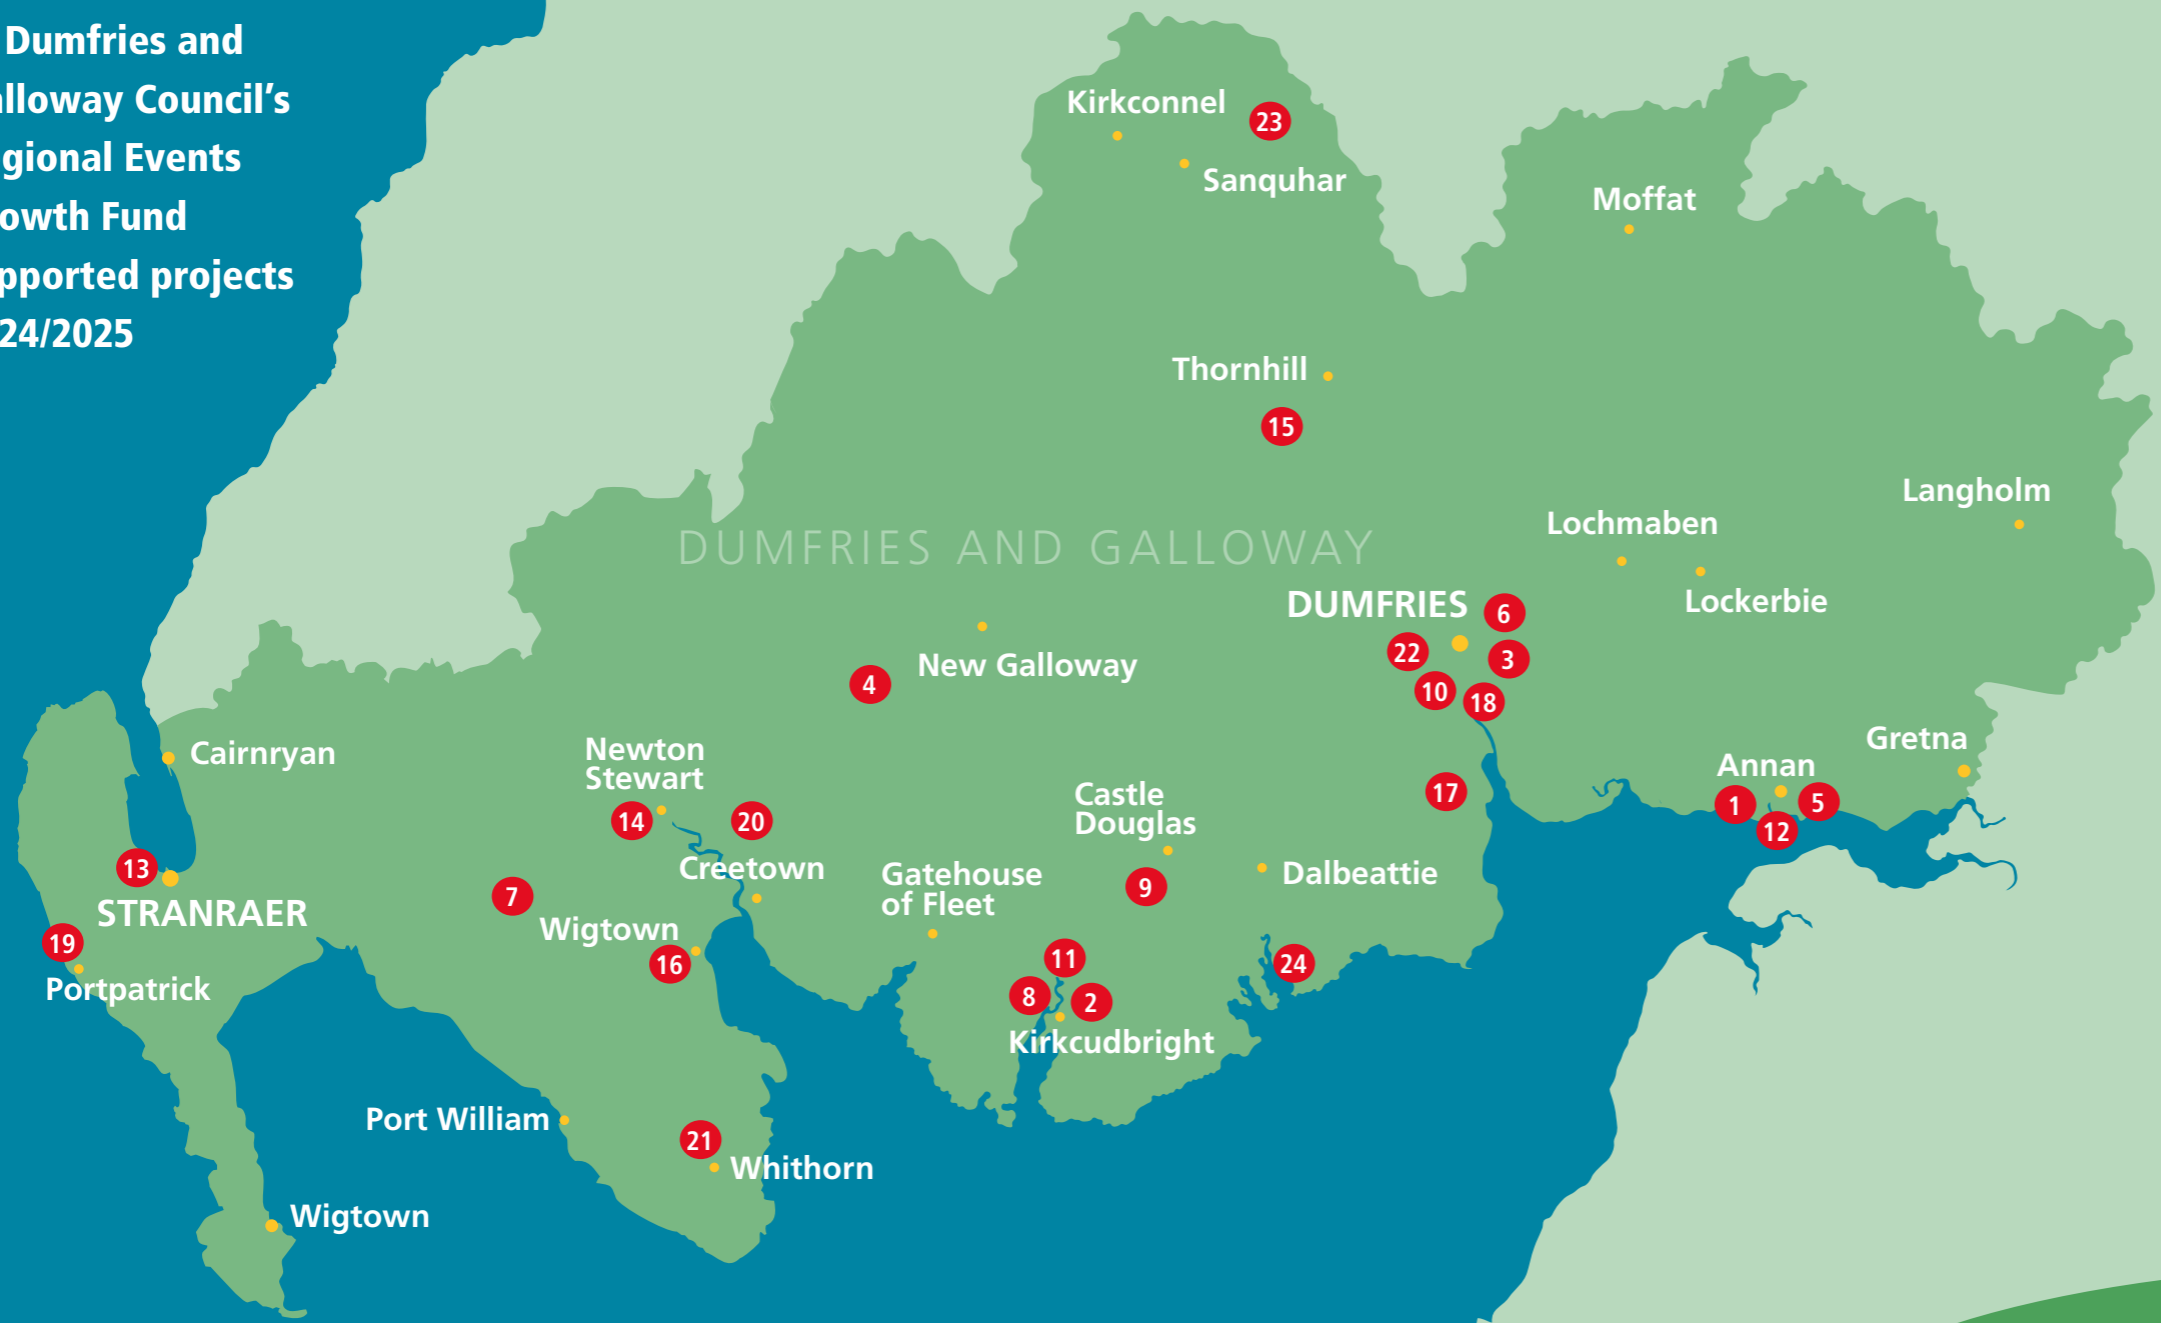 Dumfries and
alloway Council's
gional Events
owth Fund
pported projects
24/2025
Kirkconnel
23
Sanquhar
Moffat
Thornhill
15
Langholm
DUMFRIES AND GALLOWAY
Lochmaben
Lockerbie
DUMFRIES
6
22
3
10
18
New Galloway
4
Cairnryan
Newton
Stewart
14
20
Creetown
Castle
Douglas
9
17
Gretna
Annan
1
5
12
13
STRANRAER
7
Wigtown
16
Gatehouse
of Fleet
Dalbeattie
19
Portpatrick
11
8
2
Kirkcudbright
24
Port William
21
Whithorn
Wigtown